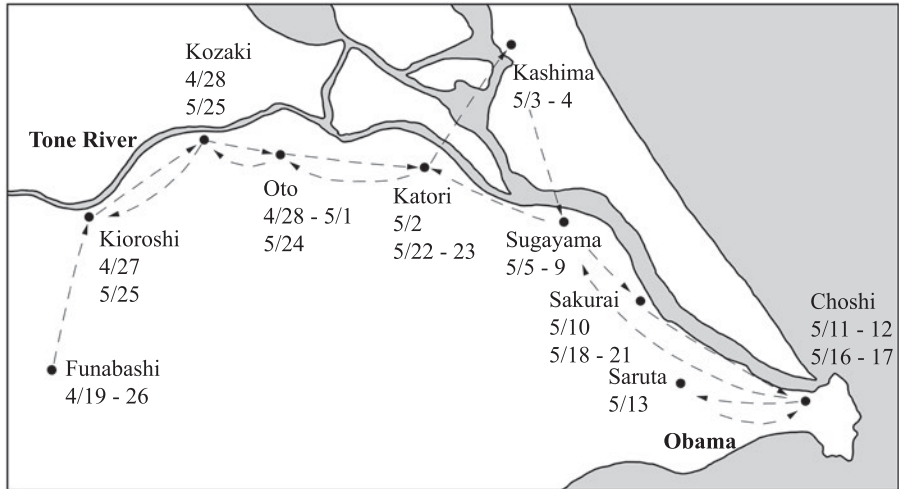 Kozaki
4/28
5/25
Kashima
5/3 - 4
Tone River
Oto
4/28 - 5/1
5/24
Katori
5/2
5/22 - 23
Kioroshi
4/27
5/25
Sugayama
5/5 - 9
Sakurai
5/10
5/18 - 21
Choshi
5/11 - 12
5/16 - 17
Funabashi
4/19 - 26
Saruta
5/13
Obama